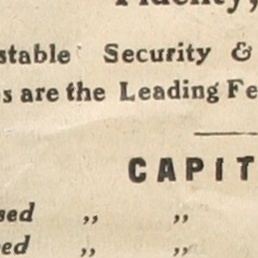 stable Security &
s are the Leading Fe
CAPIT
sed ,, ,,
ed ,, ,,